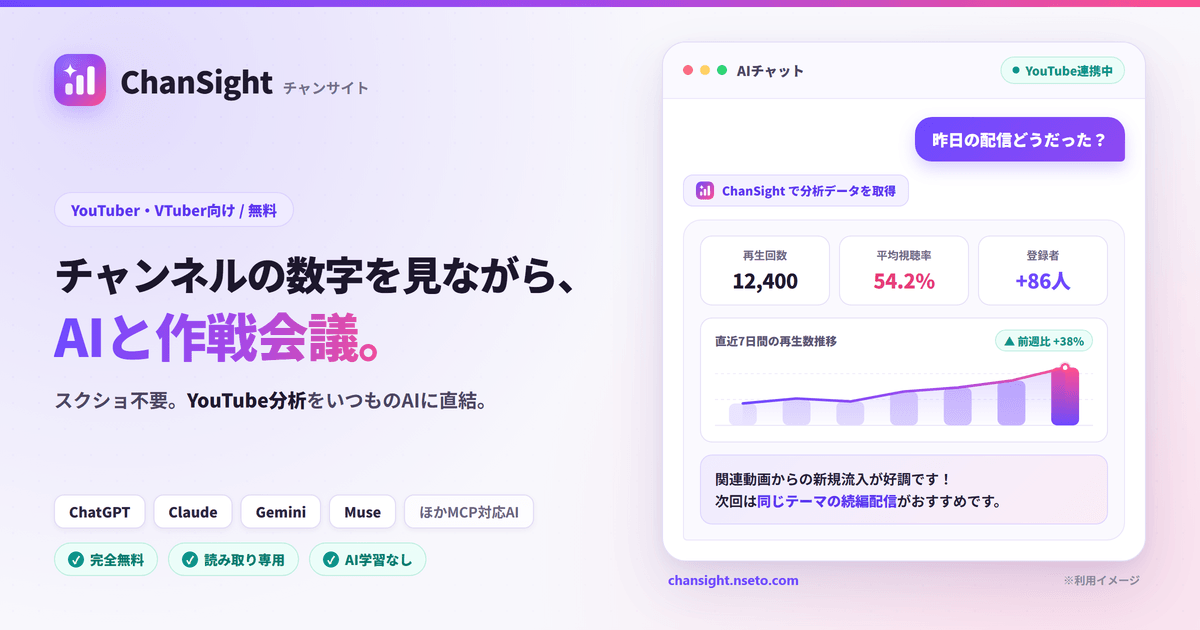 ChanSight チャンサイト
YouTuber・VTuber向け / 無料
チャンネルの数字を見ながら、
AIと作戦会議。
スクショ不要。YouTube分析をいつものAIに直結。
ChatGPT Claude Gemini Muse ほかMCP対応AI
完全無料 読み取り専用 AI学習なし
AIチャット YouTube連携中
昨日の配信どうだった？
ChanSight で分析データを取得
再生回数 平均視聴率 登録者
12,400 54.2% +86人
直近7日間の再生数推移 ▲ 前週比 +38%
関連動画からの新規流入が好調です！
次回は同じテーマの続編配信がおすすめです。
chansight.nseto.com ※利用イメージ